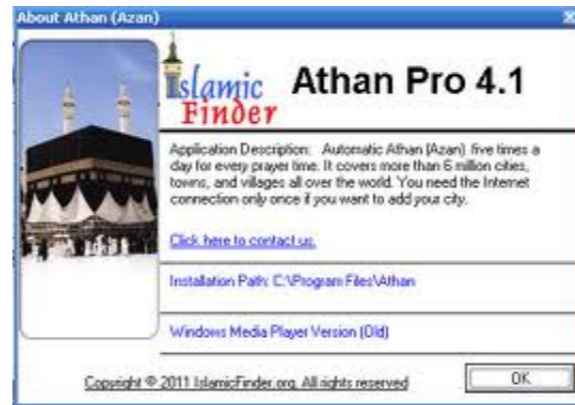 About Athan (Azan)
Islamic
Finder
Athan Pro 4.1
Application Description: Automatic Athan (Azan) five times a
day for every prayer time. It covers more than 6 million cities,
towns, and villages all over the world. You need the Internet
connection only once if you want to add your city.
Click here to contact us.
Installation Path: C:\Program Files\Athan
Windows Media Player Version (Old)
Copyright © 2011 IslamicFinder.org, All rights reserved
OK